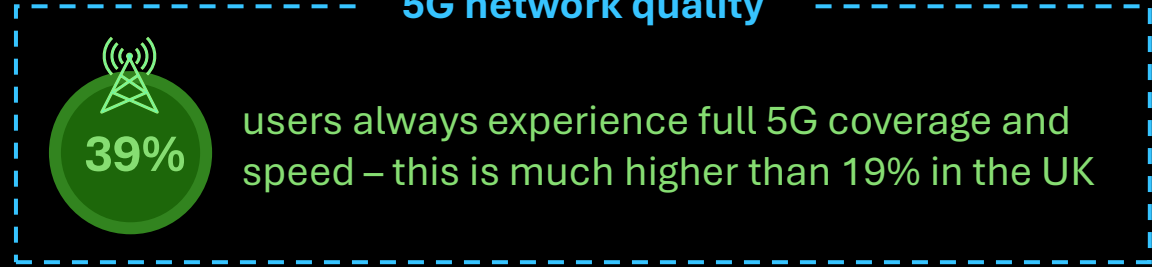 5G network quality
39%
users always experience full 5G coverage and
speed – this is much higher than 19% in the UK